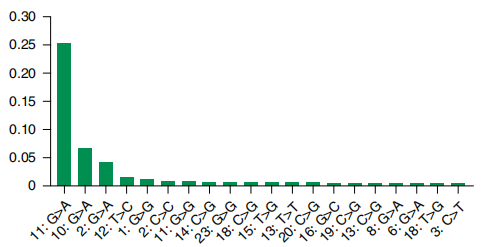 0.30
0.25
0.20
0.15
0.10
0.05
0
11: G>A
10: G>A
2: G>A
12: T>C
1: G>G
2: C>C
11: G>G
14: C>G
23: G>G
18: C>G
15: T>G
13: T>T
20: C>G
16: G>C
19: C>G
13: C>G
8: G>A
6: G>A
18: T>G
3: C>T